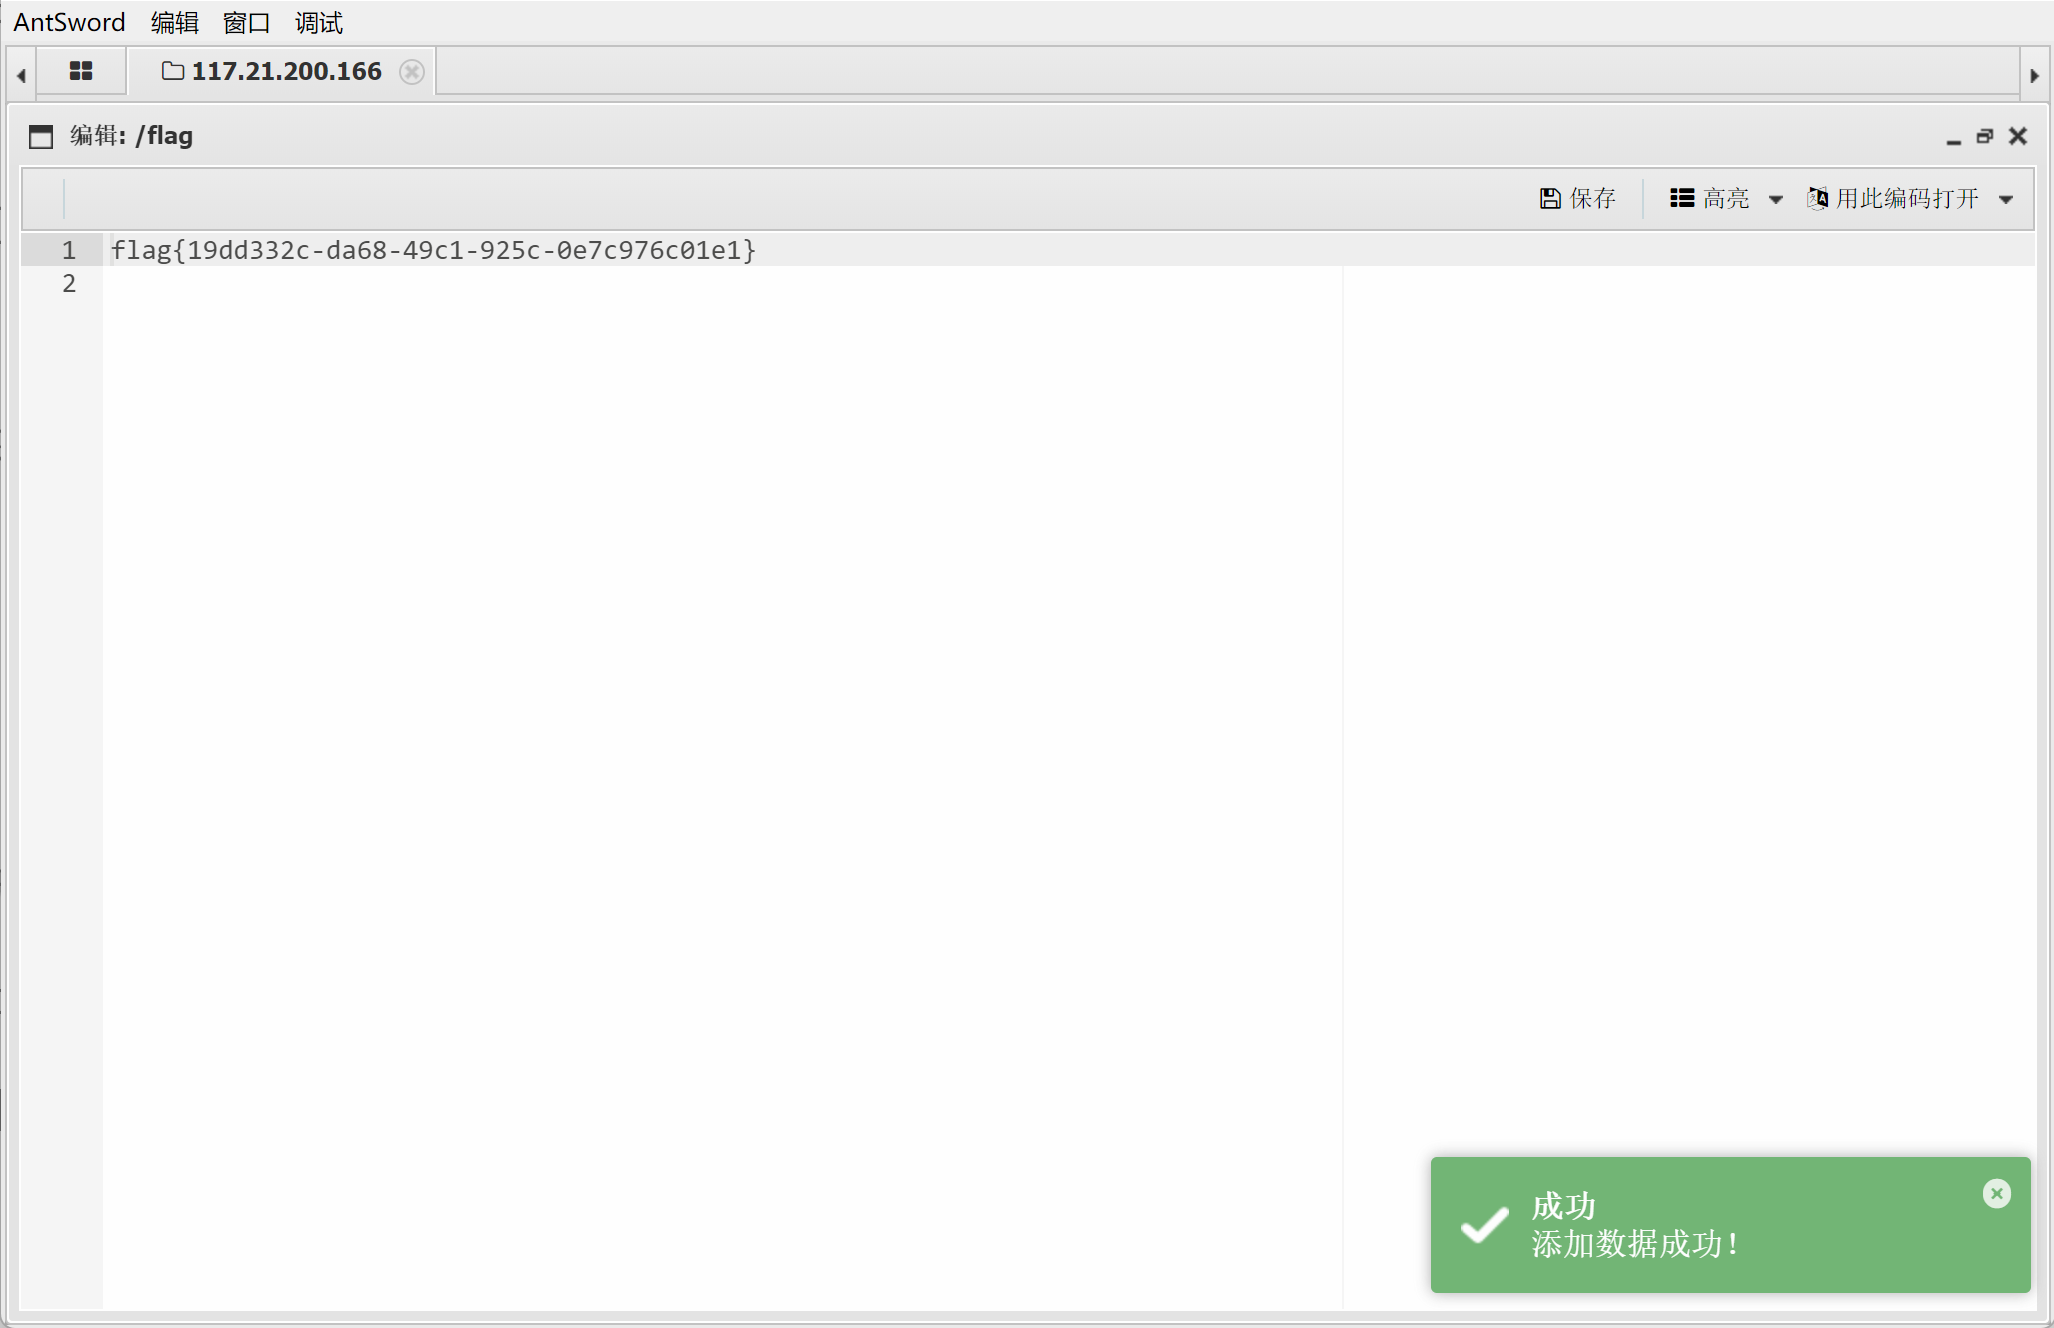 AntSword 编辑 窗口 调试
117.21.200.166
编辑: /flag
保存 高亮 用此编码打开
1 flag{19dd332c-da68-49c1-925c-0e7c976c01e1}
2
成功
添加数据成功!